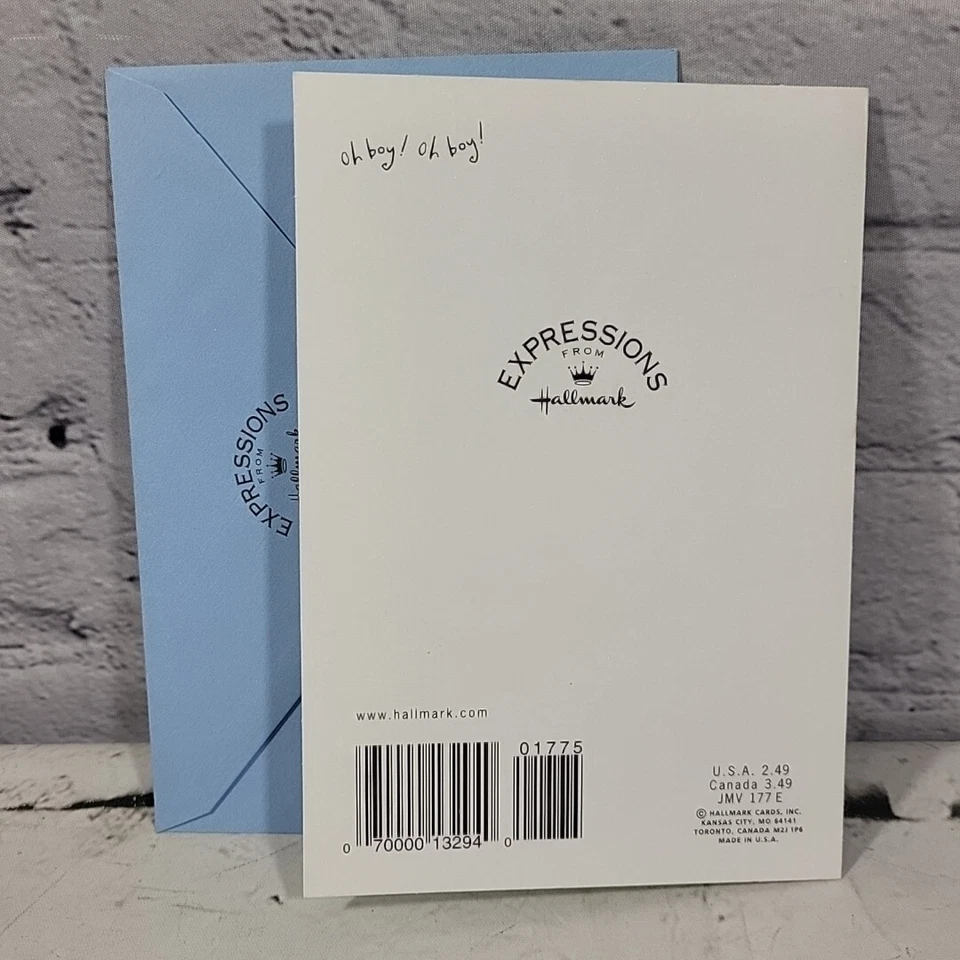 oh boy! oh boy!
EXPRESSIONS
FROM
Hallmark
EXPRESSIONS
FROM
Hallmark
www.hallmark.com
01775
0 70000 13294 0
U.S.A. 2.49
Canada 3.49
JMV 177 E
© HALLMARK CARDS, INC.
KANSAS CITY, MO 64141
TORONTO, CANADA M2J 1P6
MADE IN U.S.A.